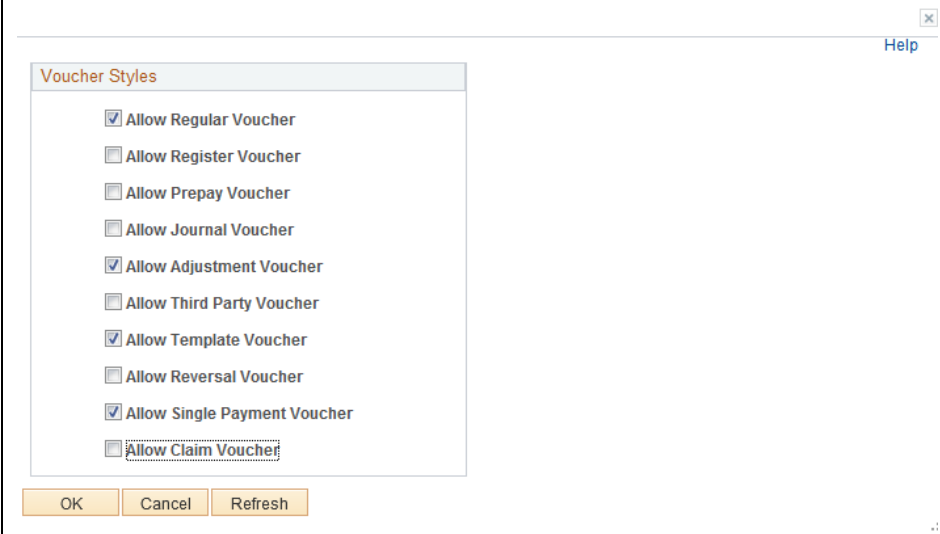 Help
Voucher Styles
Allow Regular Voucher
Allow Register Voucher
Allow Prepay Voucher
Allow Journal Voucher
Allow Adjustment Voucher
Allow Third Party Voucher
Allow Template Voucher
Allow Reversal Voucher
Allow Single Payment Voucher
Allow Claim Voucher
OK Cancel Refresh